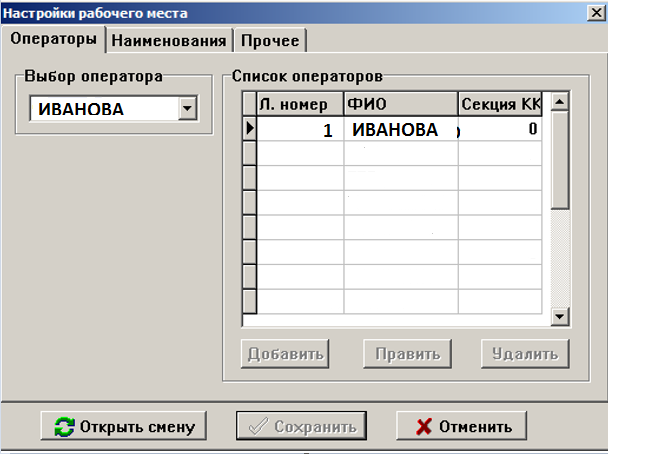 Настройки рабочего места
Операторы Наименования Прочее
Выбор оператора
ИВАНОВА
Список операторов
Л. номер ФИО Секция КК
1 ИВАНОВА 0
Добавить Править Удалить
Открыть смену Сохранить Отменить